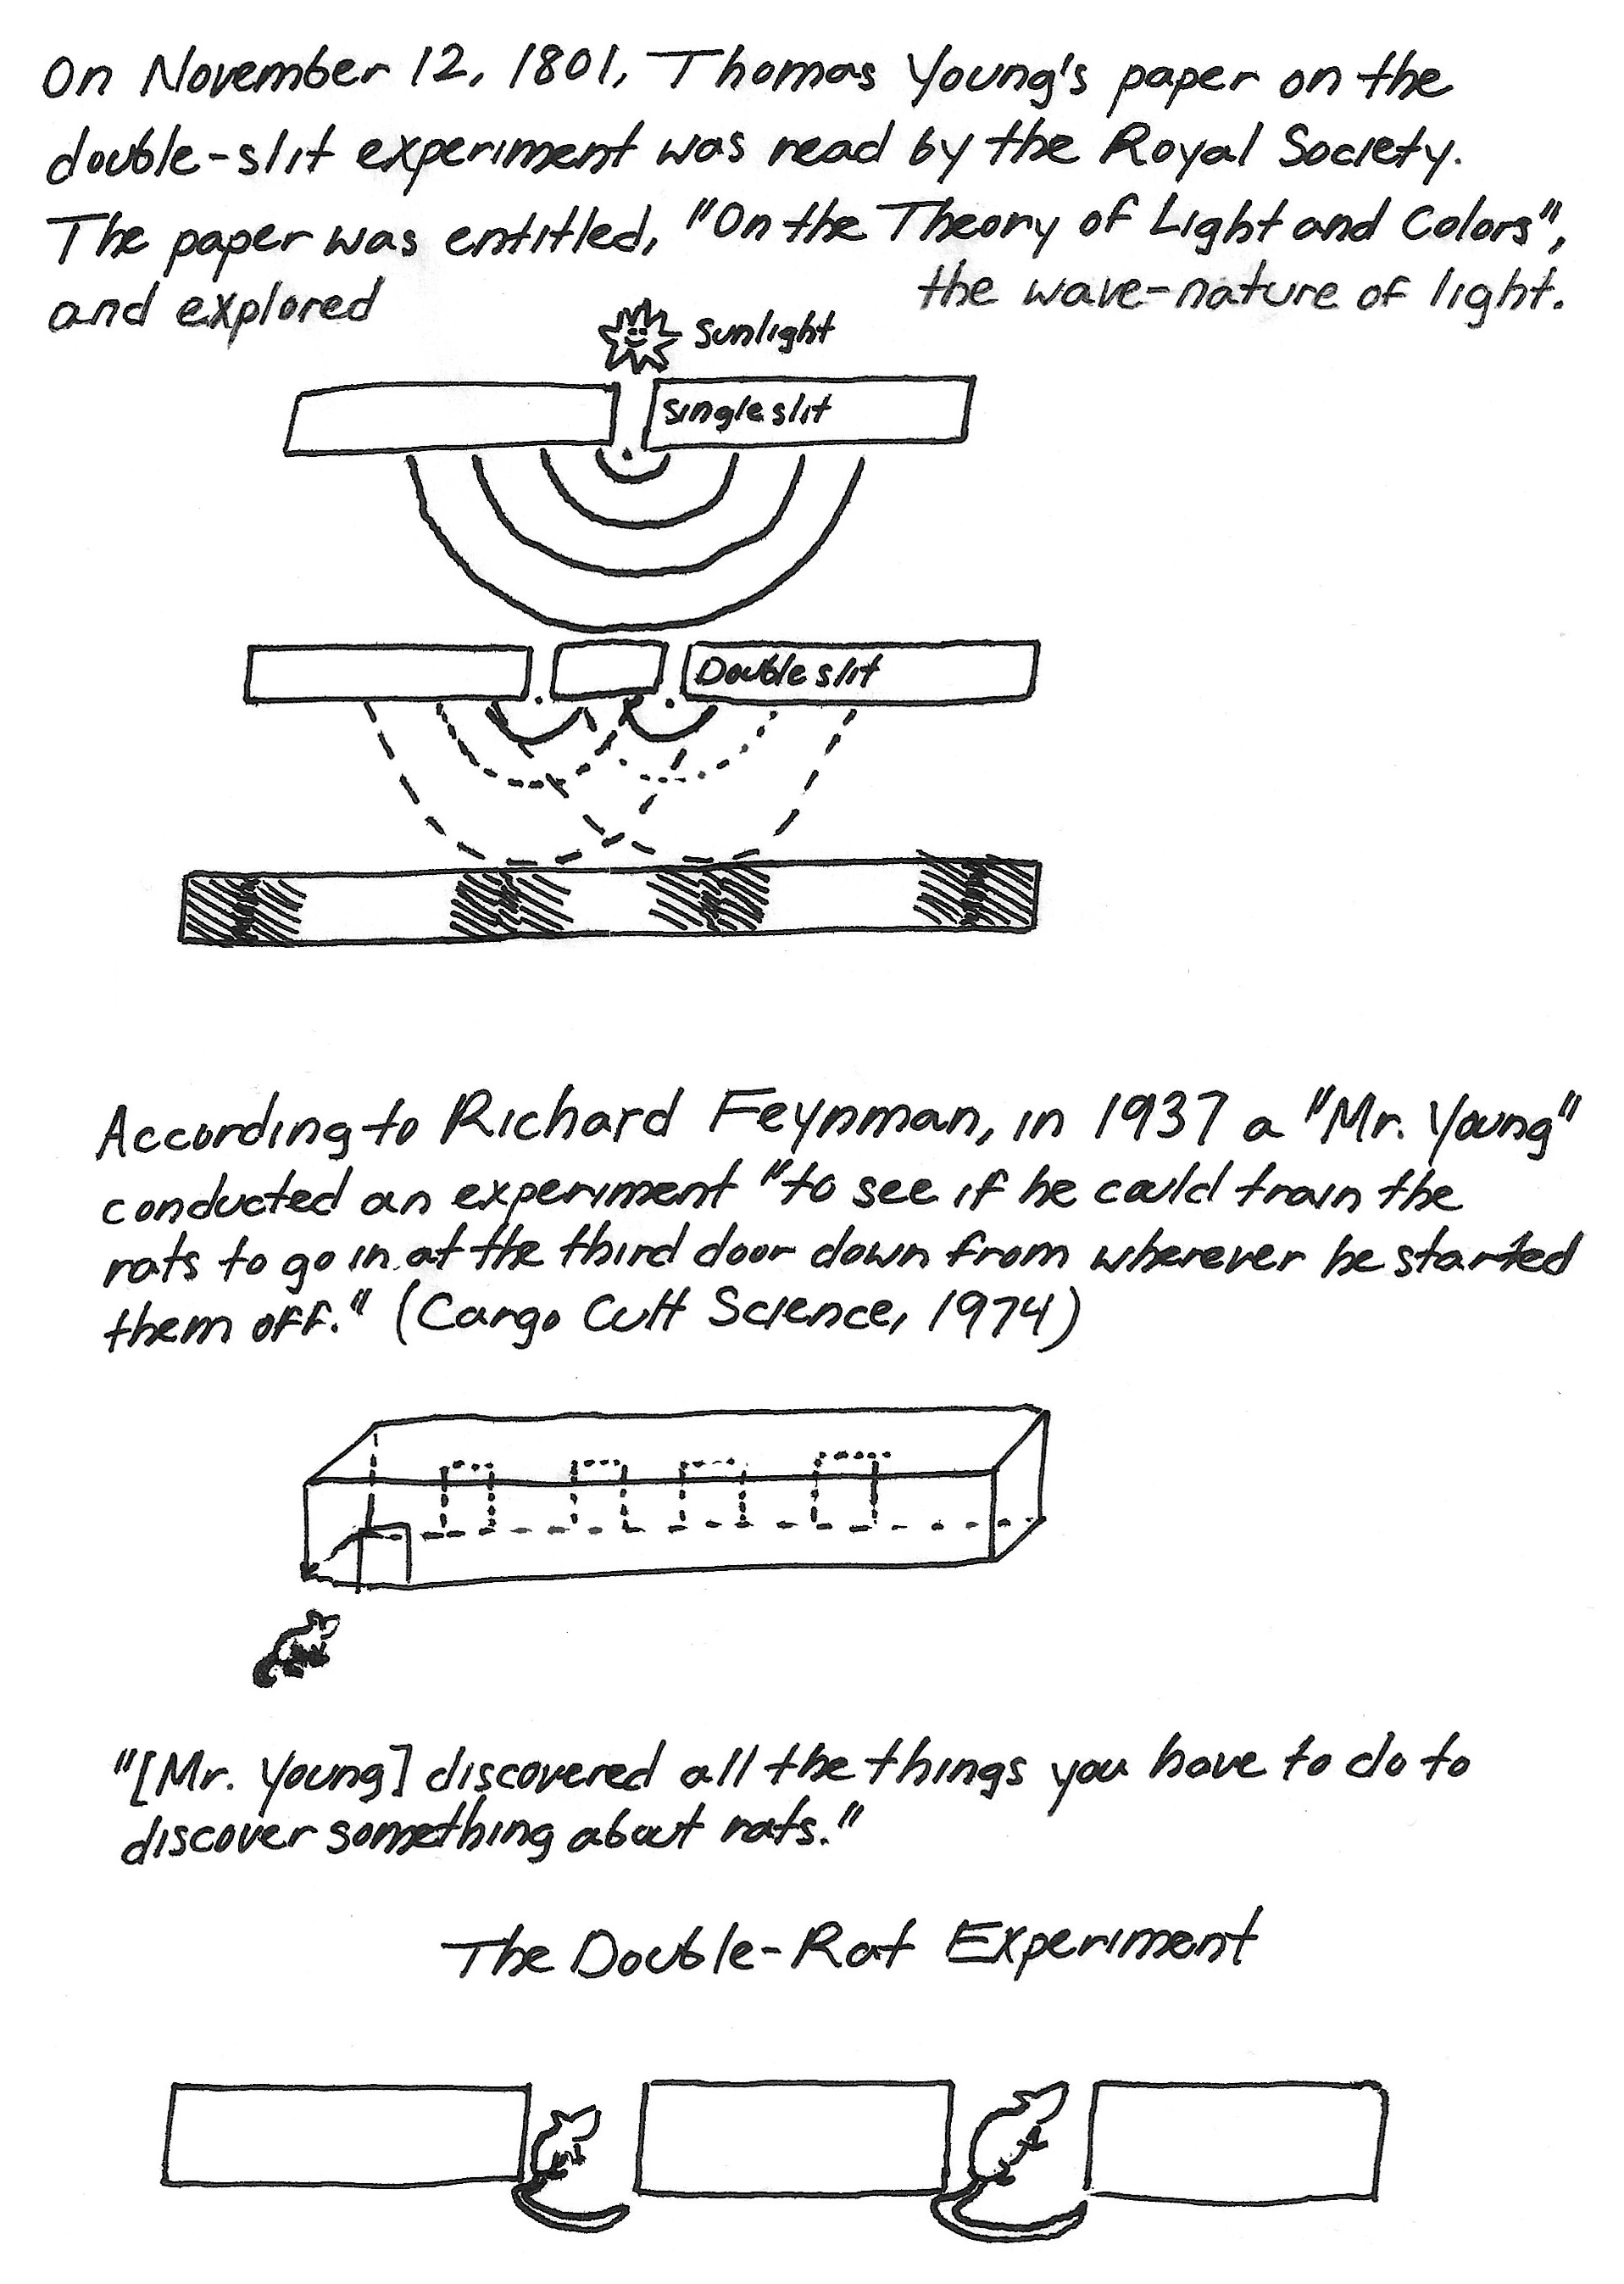 On November 12, 1801, Thomas Young's paper on the
double-slit experiment was read by the Royal Society.
The paper was entitled, "On the Theory of Light and Colors",
and explored the wave-nature of light.
Sunlight
Single slit
Double slit
According to Richard Feynman, in 1937 a "Mr. Young"
conducted an experiment "to see if he could train the
rats to go in at the third door down from wherever he started
them off." (Cargo Cult Science, 1974)
"[Mr. Young] discovered all the things you have to do to
discover something about rats."
The Double-Rat Experiment